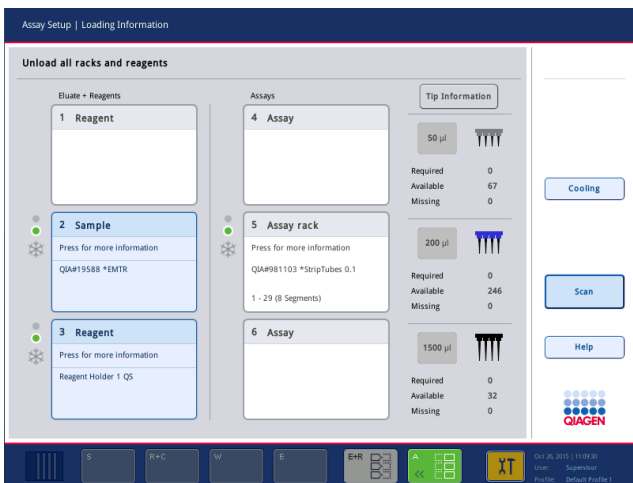 Assay Setup | Loading Information
Unload all racks and reagents
Eluate + Reagents
Assays
Tip Information
1 Reagent
4 Assay
50 µl
Required 0
Available 67
Missing 0
Cooling
2 Sample
Press for more information
QIA#19588 *EMTR
5 Assay rack
Press for more information
QIA#981103 *StripTubes 0.1
1 - 29 (8 Segments)
200 µl
Required 0
Available 246
Missing 0
Scan
3 Reagent
Press for more information
Reagent Holder 1 QS
6 Assay
1500 µl
Required 0
Available 32
Missing 0
Help
QIAGEN
S
R+C
W
E
E+R
A
Oct 26, 2015 | 11:09:30
User: Supervisor
Profile: Default Profile 1